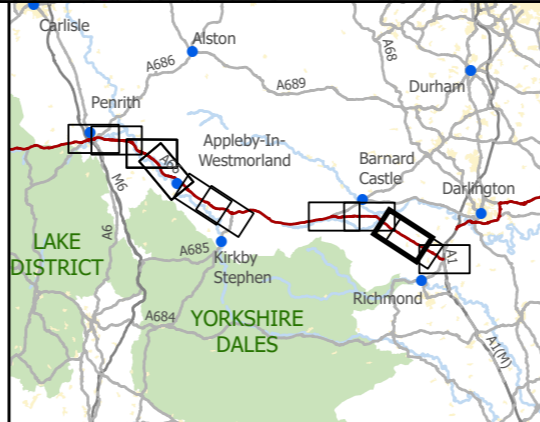 Carlisle
Alston
A68
A686
A689
Durham
Penrith
Appleby-In-
Westmorland
Barnard
Castle
Darlington
A66
M6
A6
LAKE
DISTRICT
A685
Kirkby
Stephen
A1
Richmond
A684
YORKSHIRE
DALES
A1(M)